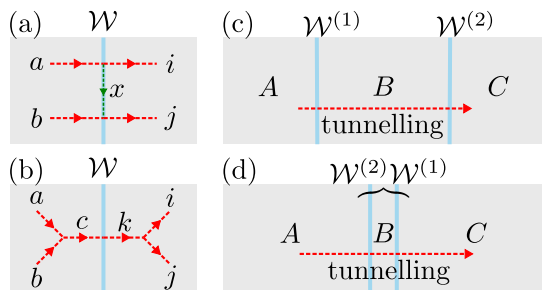 (a)
𝒲
a
i
x
b
j
(b)
𝒲
a
i
c
k
b
j
(c)
𝒲⁽¹⁾
𝒲⁽²⁾
A
B
C
tunnelling
(d)
𝒲⁽²⁾𝒲⁽¹⁾
A
B
C
tunnelling